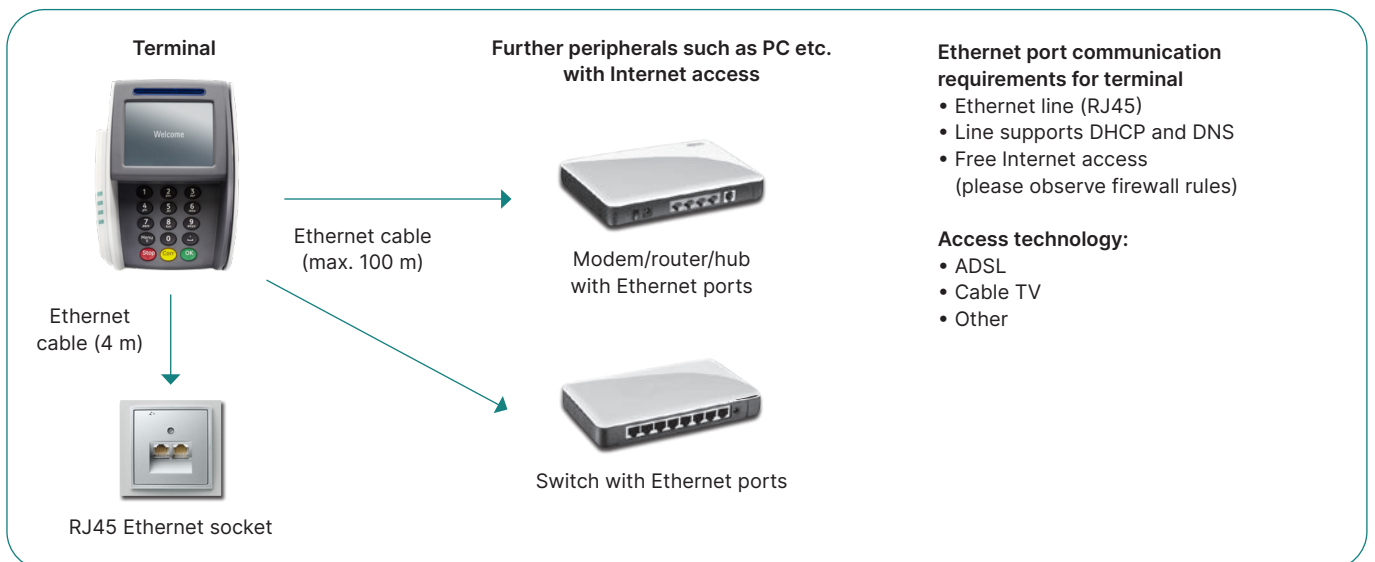 Terminal
Welcome
1 2 3
4 5 6
7 8 9
Menu 0
Stop Corr OK
Ethernet
cable (4 m)
RJ45 Ethernet socket
Ethernet cable
(max. 100 m)
Further peripherals such as PC etc.
with Internet access
Modem/router/hub
with Ethernet ports
Switch with Ethernet ports
Ethernet port communication
requirements for terminal
• Ethernet line (RJ45)
• Line supports DHCP and DNS
• Free Internet access
(please observe firewall rules)
Access technology:
• ADSL
• Cable TV
• Other